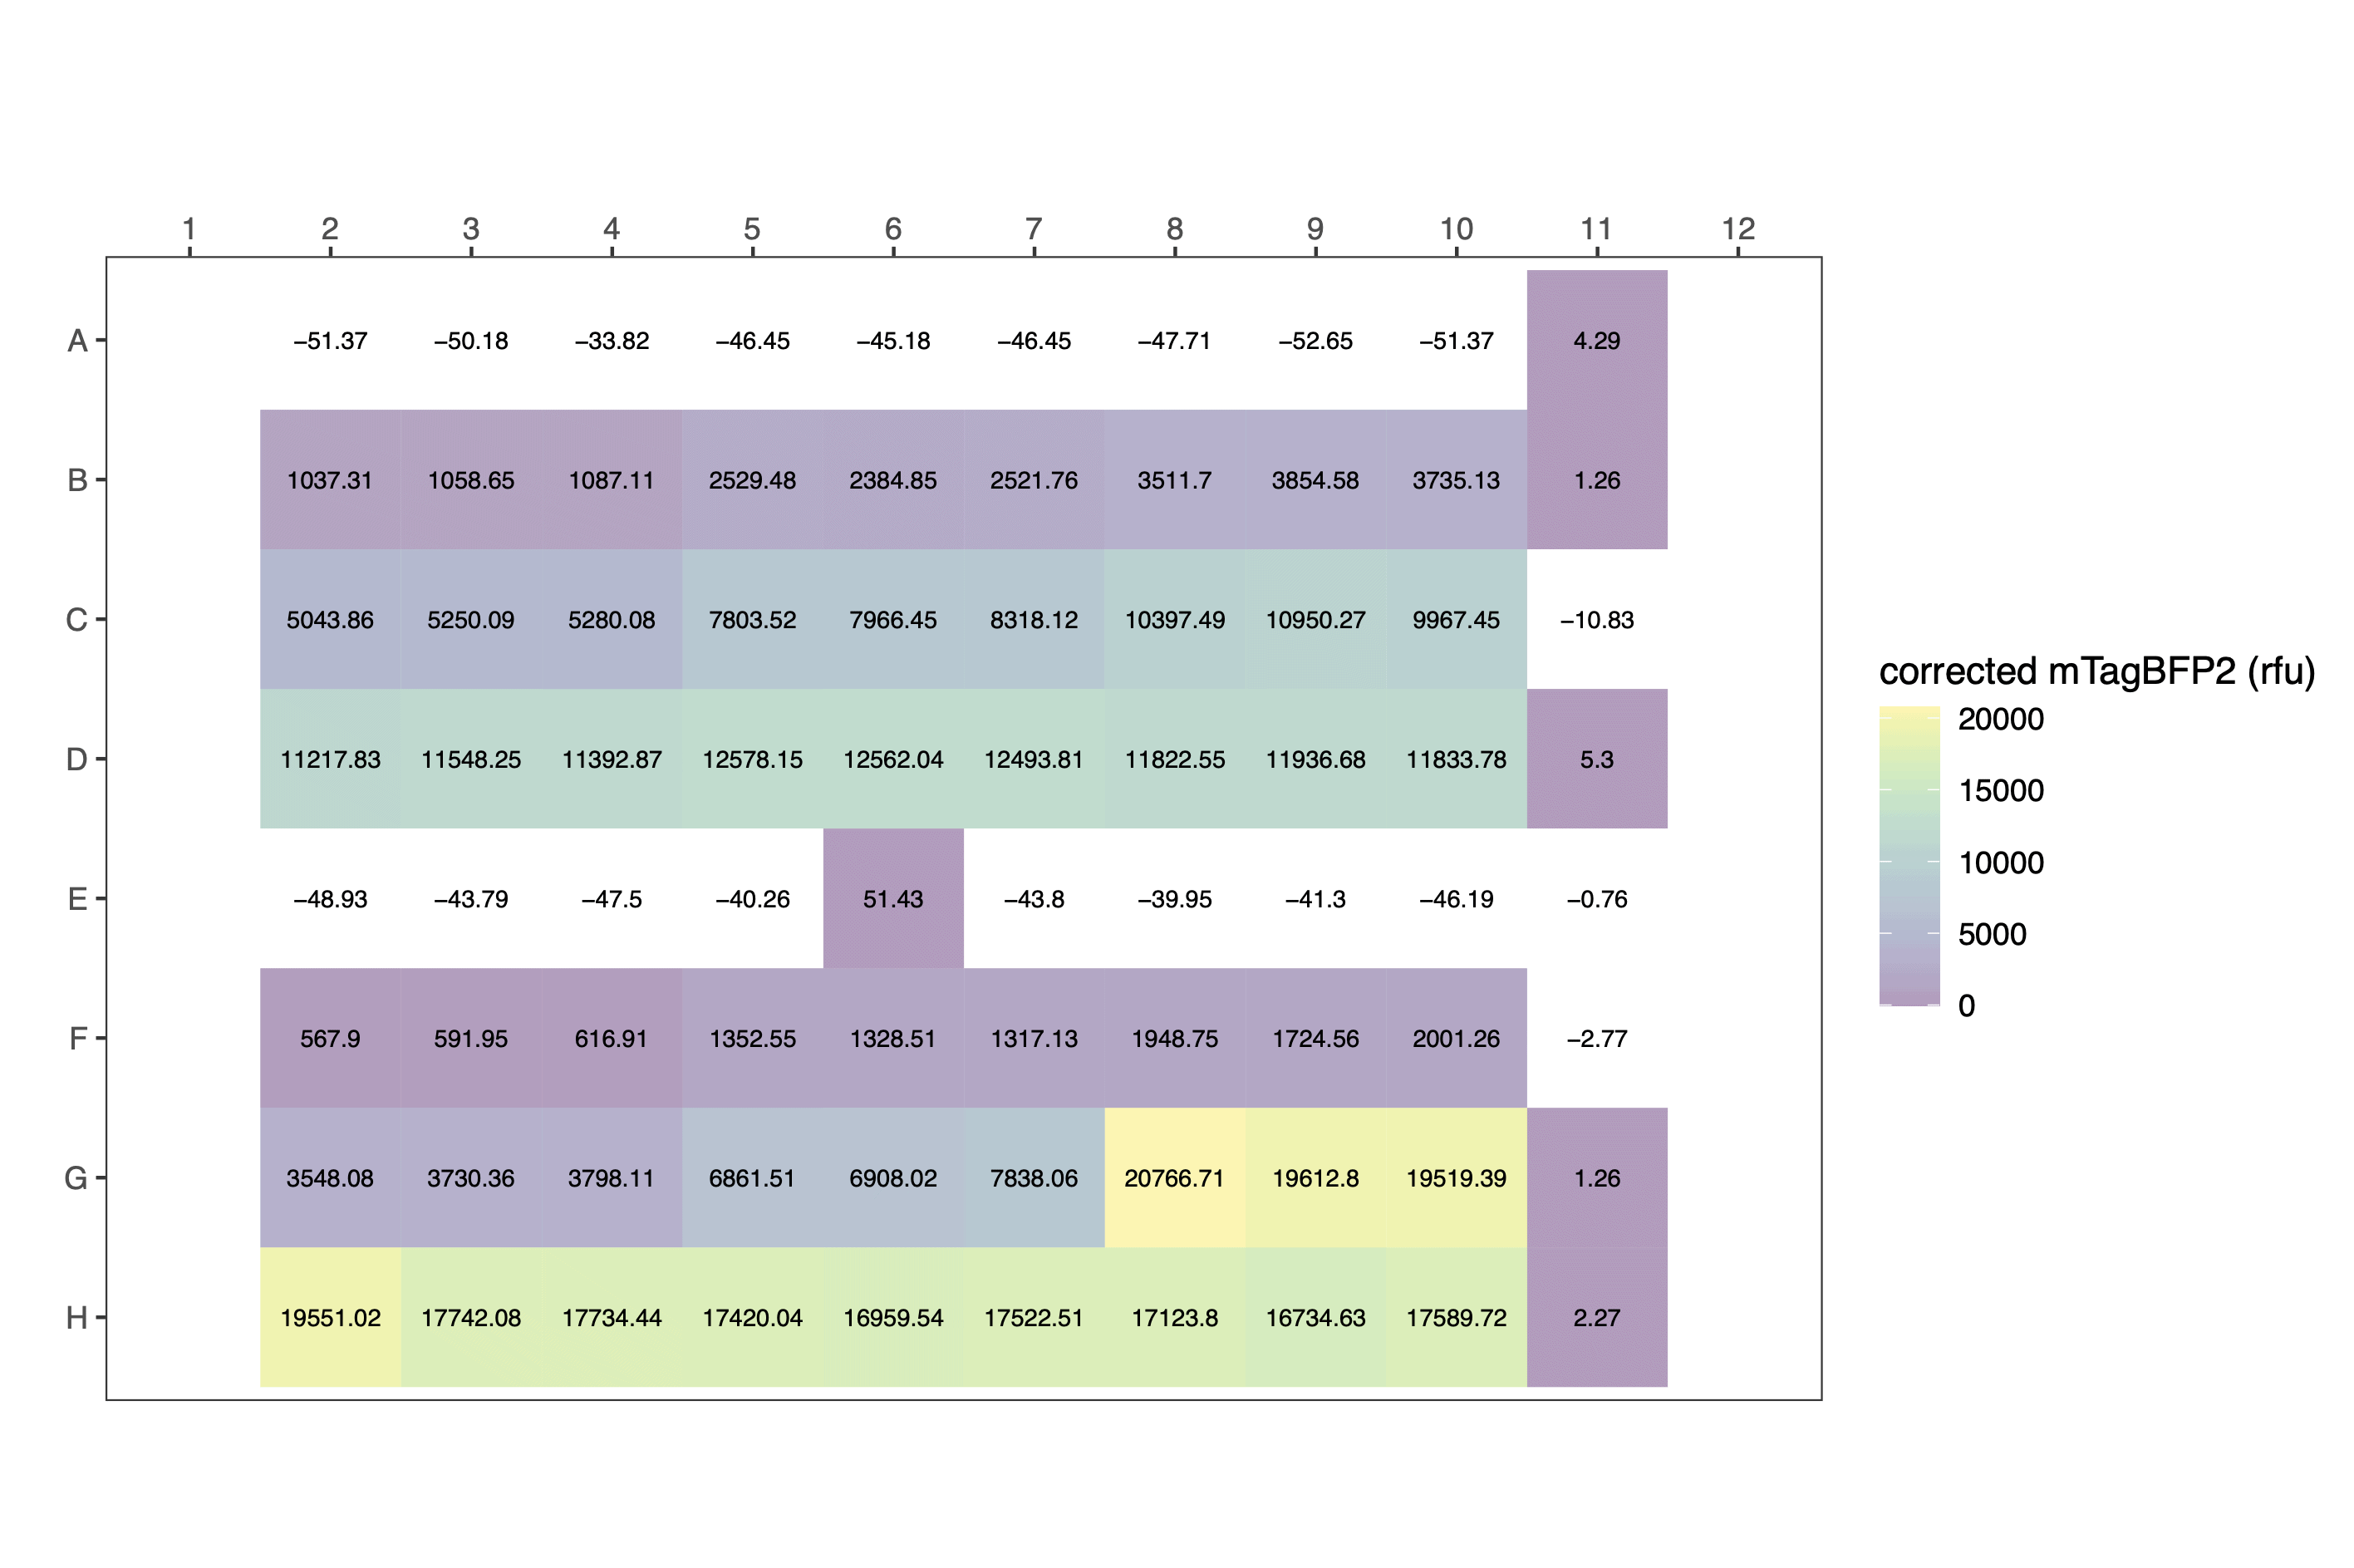 1 2 3 4 5 6 7 8 9 10 11 12
A −51.37 −50.18 −33.82 −46.45 −45.18 −46.45 −47.71 −52.65 −51.37 4.29
B 1037.31 1058.65 1087.11 2529.48 2384.85 2521.76 3511.7 3854.58 3735.13 1.26
C 5043.86 5250.09 5280.08 7803.52 7966.45 8318.12 10397.49 10950.27 9967.45 −10.83
D 11217.83 11548.25 11392.87 12578.15 12562.04 12493.81 11822.55 11936.68 11833.78 5.3
E −48.93 −43.79 −47.5 −40.26 51.43 −43.8 −39.95 −41.3 −46.19 −0.76
F 567.9 591.95 616.91 1352.55 1328.51 1317.13 1948.75 1724.56 2001.26 −2.77
G 3548.08 3730.36 3798.11 6861.51 6908.02 7838.06 20766.71 19612.8 19519.39 1.26
H 19551.02 17742.08 17734.44 17420.04 16959.54 17522.51 17123.8 16734.63 17589.72 2.27
corrected mTagBFP2 (rfu)
20000
15000
10000
5000
0